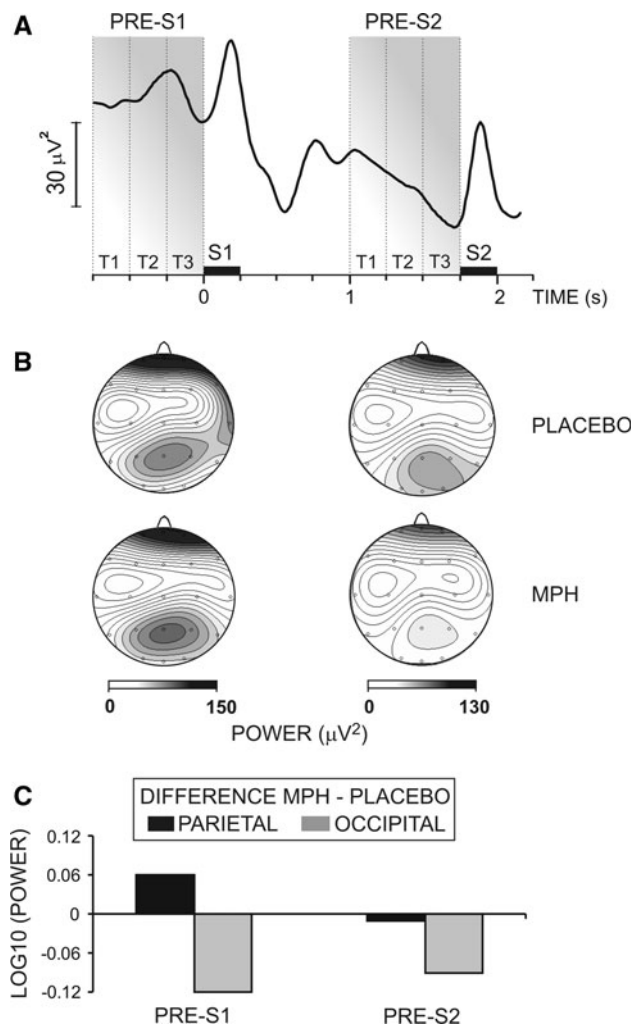 A
PRE-S1 PRE-S2
30 µV²
T1 T2 T3 S1 T1 T2 T3 S2
0 1 2 TIME (s)
B
PLACEBO
MPH
0 150 0 130
POWER (µV²)
C
DIFFERENCE MPH - PLACEBO
PARIETAL OCCIPITAL
LOG10 (POWER)
0.12
0.06
0
-0.06
-0.12
PRE-S1 PRE-S2